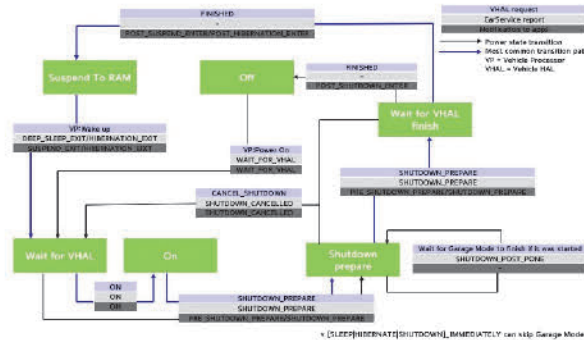 FINISHED
-
POST_SUSPEND_ENTER/POST_HIBERNATION_ENTER
VHAL request
CarService report
Power state transition
Most common transition
VP = Vehicle Processor
VHAL = Vehicle HAL
Suspend To RAM
Off
FINISHED
-
POST_SHUTDOWN_ENTER
Wait for VHAL
finish
VP:Wake up
DEEP_SLEEP_EXIT/HIBERNATION_EXIT
SUSPEND_EXIT/HIBERNATION_EXIT
VP:Power On
WAIT_FOR_VHAL
WAIT_FOR_VHAL
SHUTDOWN_PREPARE
SHUTDOWN_PREPARE
PRE_SHUTDOWN_PREPARE/SHUTDOWN_PREPARE
CANCEL_SHUTDOWN
SHUTDOWN_CANCELLED
SHUTDOWN_CANCELLED
Wait for VHAL
On
Shutdown
prepare
Wait for Garage Mode to finish if it was started
SHUTDOWN_POSTPONE
-
ON
ON
ON
SHUTDOWN_PREPARE
SHUTDOWN_PREPARE
PRE_SHUTDOWN_PREPARE/SHUTDOWN_PREPARE
* [SLEEP|HIBERNATE|SHUTDOWN]_IMMEDIATELY can skip Garage Mode